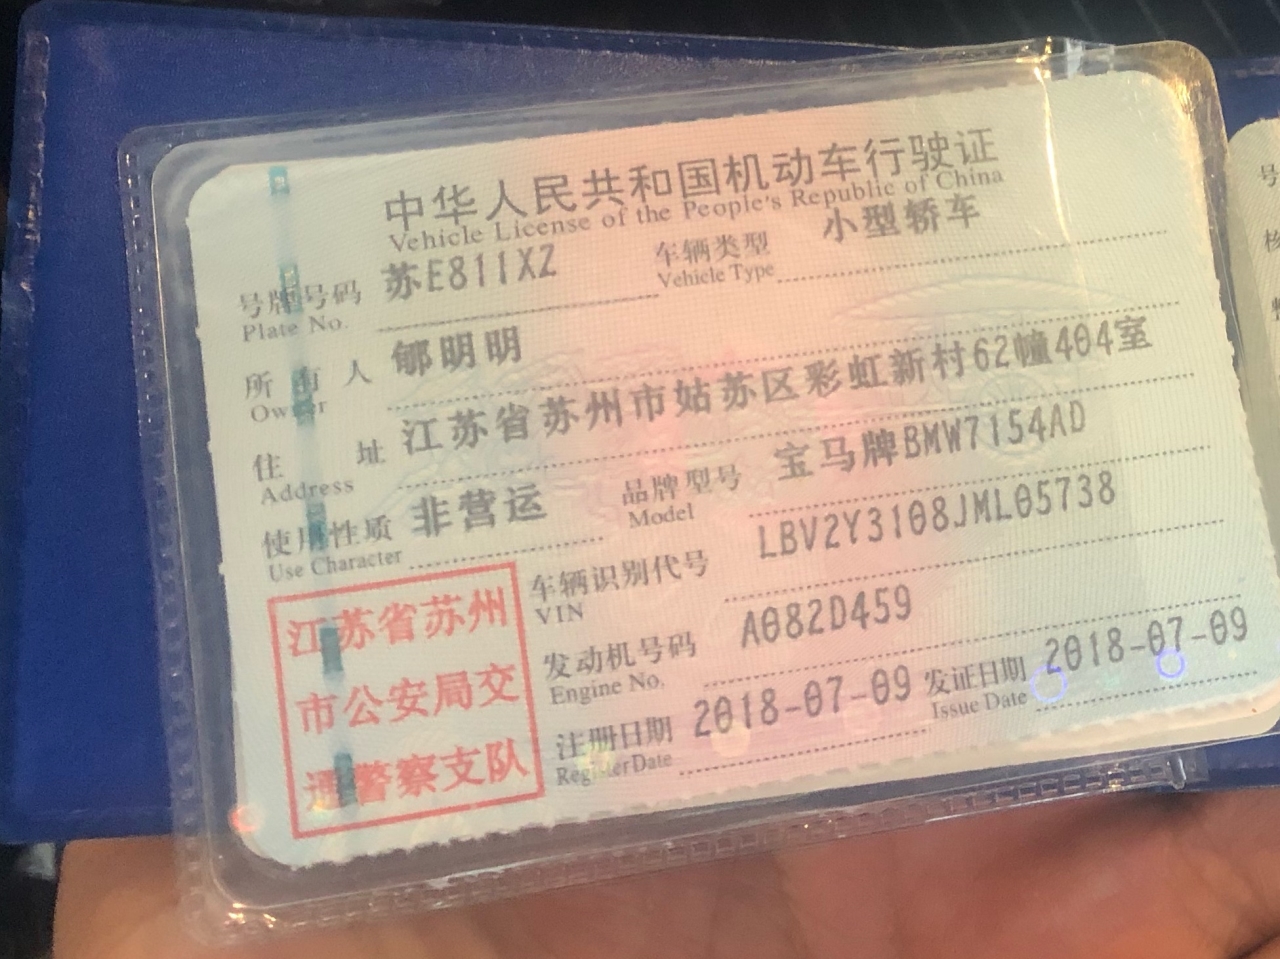 中华人民共和国机动车行驶证
Vehicle License of the People's Republic of China
号牌号码 苏E811XZ 车辆类型 小型轿车
Plate No. Vehicle Type
所有人 郇明明
Owner
住址 江苏省苏州市姑苏区彩虹新村62幢404室
Address
使用性质 非营运 品牌型号 宝马牌BMW7154AD
Use Character Model
车辆识别代号 LBV2Y3108JML05738
VIN
发动机号码 A082D459
Engine No.
注册日期 2018-07-09 发证日期 2018-07-09
Register Date Issue Date
江苏省苏州
市公安局交
通警察支队
号
核